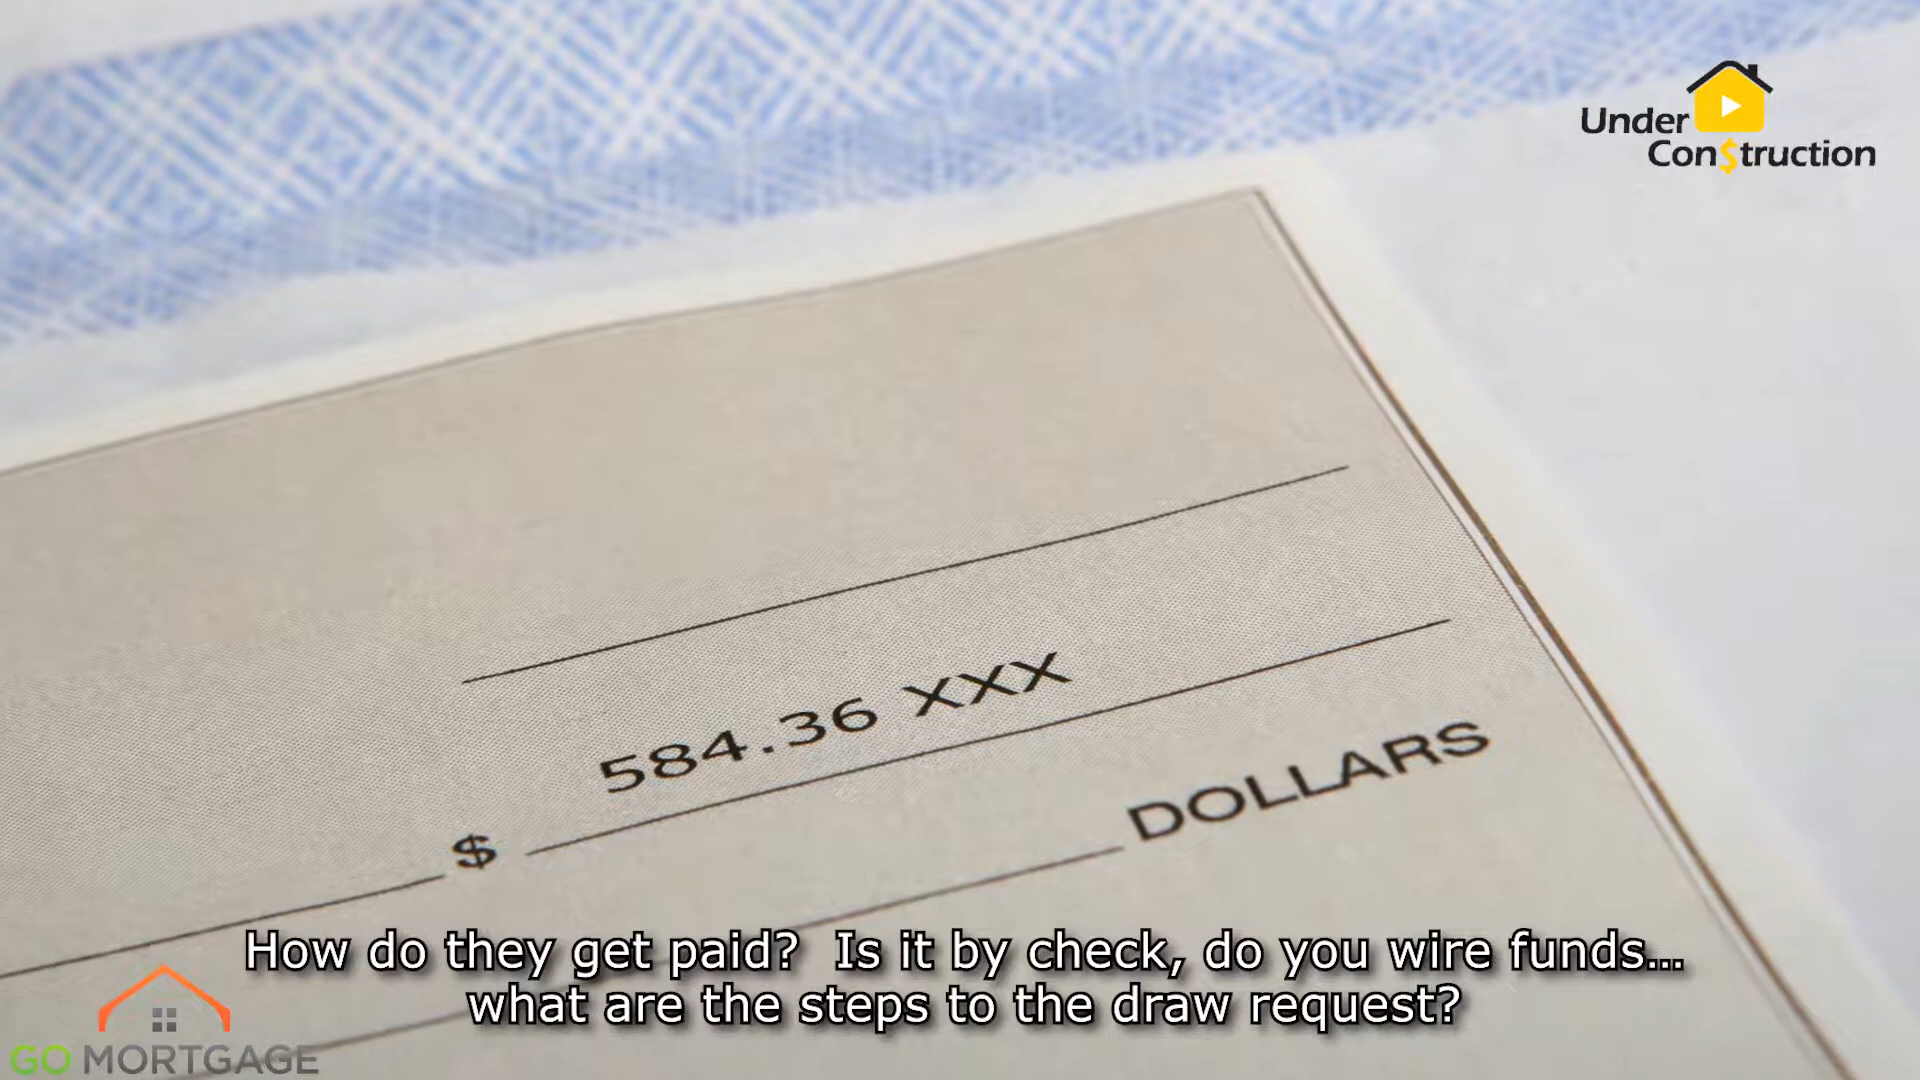 Under
Con$truction
584.36 XXX
$
DOLLARS
How do they get paid?  Is it by check, do you wire funds...
what are the steps to the draw request?
GO MORTGAGE